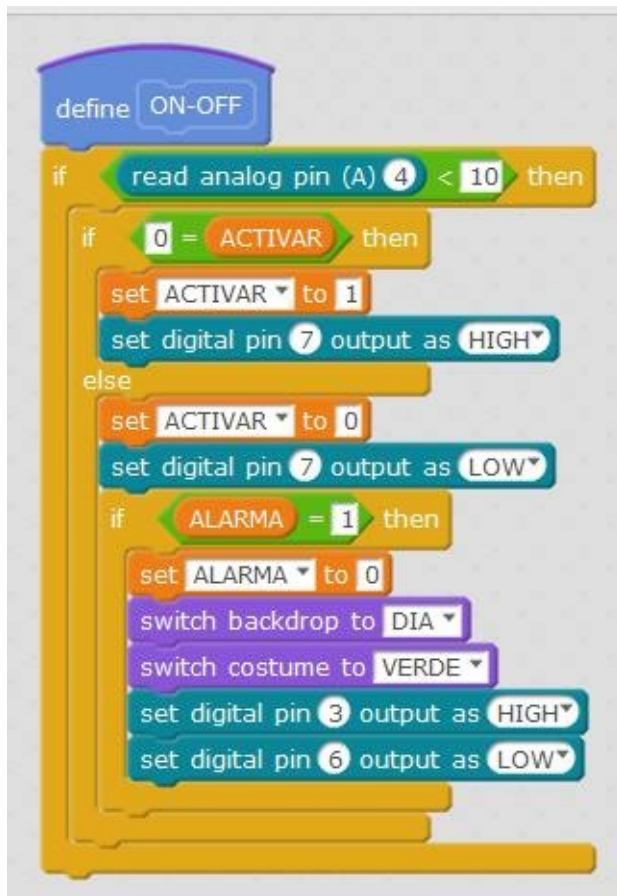 define ON-OFF
if read analog pin (A) 4 < 10 then
if 0 = ACTIVAR then
set ACTIVAR to 1
set digital pin 7 output as HIGH
else
set ACTIVAR to 0
set digital pin 7 output as LOW
if ALARMA = 1 then
set ALARMA to 0
switch backdrop to DIA
switch costume to VERDE
set digital pin 3 output as HIGH
set digital pin 6 output as LOW